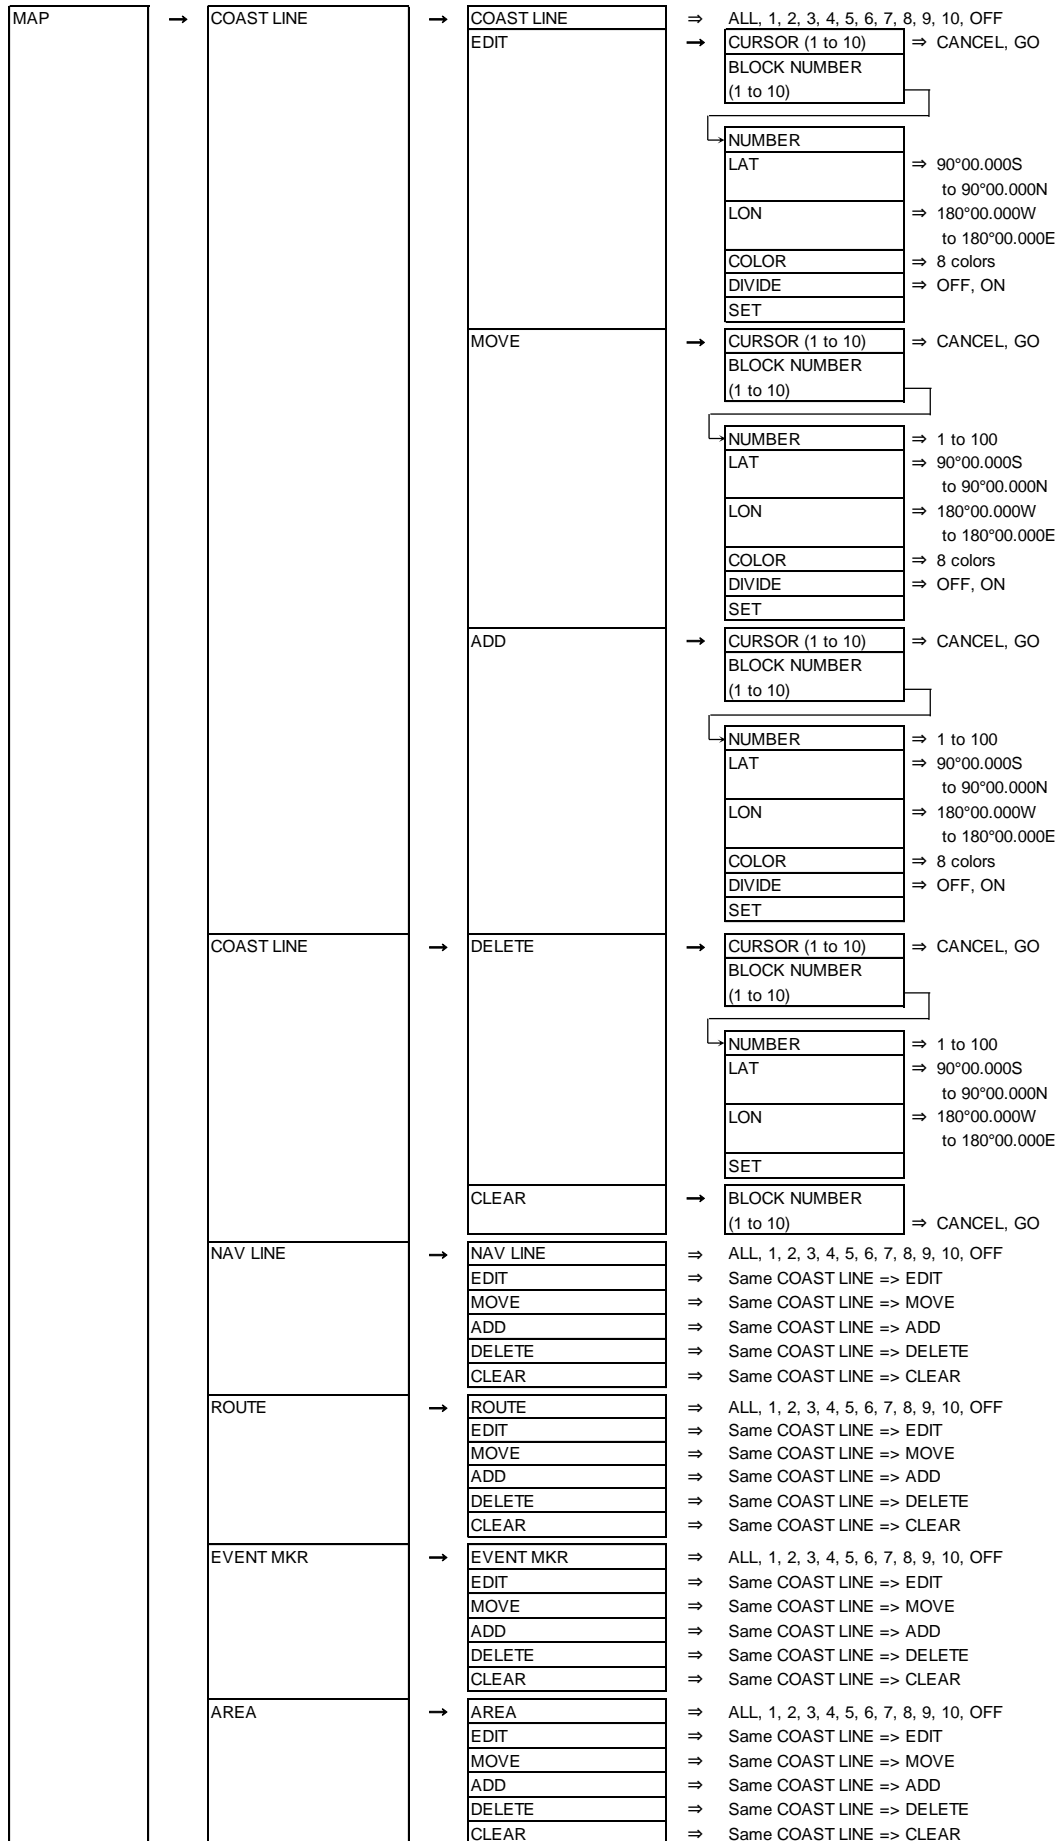 MAP → COAST LINE → COAST LINE ⇒ ALL, 1, 2, 3, 4, 5, 6, 7, 8, 9, 10, OFF
EDIT → CURSOR (1 to 10) ⇒ CANCEL, GO
BLOCK NUMBER
(1 to 10)
NUMBER
LAT ⇒ 90°00.000S
to 90°00.000N
LON ⇒ 180°00.000W
to 180°00.000E
COLOR ⇒ 8 colors
DIVIDE ⇒ OFF, ON
SET
MOVE → CURSOR (1 to 10) ⇒ CANCEL, GO
BLOCK NUMBER
(1 to 10)
NUMBER ⇒ 1 to 100
LAT ⇒ 90°00.000S
to 90°00.000N
LON ⇒ 180°00.000W
to 180°00.000E
COLOR ⇒ 8 colors
DIVIDE ⇒ OFF, ON
SET
ADD → CURSOR (1 to 10) ⇒ CANCEL, GO
BLOCK NUMBER
(1 to 10)
NUMBER ⇒ 1 to 100
LAT ⇒ 90°00.000S
to 90°00.000N
LON ⇒ 180°00.000W
to 180°00.000E
COLOR ⇒ 8 colors
DIVIDE ⇒ OFF, ON
SET
COAST LINE → DELETE → CURSOR (1 to 10) ⇒ CANCEL, GO
BLOCK NUMBER
(1 to 10)
NUMBER ⇒ 1 to 100
LAT ⇒ 90°00.000S
to 90°00.000N
LON ⇒ 180°00.000W
to 180°00.000E
SET
CLEAR → BLOCK NUMBER
(1 to 10) ⇒ CANCEL, GO
NAV LINE → NAV LINE ⇒ ALL, 1, 2, 3, 4, 5, 6, 7, 8, 9, 10, OFF
EDIT ⇒ Same COAST LINE => EDIT
MOVE ⇒ Same COAST LINE => MOVE
ADD ⇒ Same COAST LINE => ADD
DELETE ⇒ Same COAST LINE => DELETE
CLEAR ⇒ Same COAST LINE => CLEAR
ROUTE → ROUTE ⇒ ALL, 1, 2, 3, 4, 5, 6, 7, 8, 9, 10, OFF
EDIT ⇒ Same COAST LINE => EDIT
MOVE ⇒ Same COAST LINE => MOVE
ADD ⇒ Same COAST LINE => ADD
DELETE ⇒ Same COAST LINE => DELETE
CLEAR ⇒ Same COAST LINE => CLEAR
EVENT MKR → EVENT MKR ⇒ ALL, 1, 2, 3, 4, 5, 6, 7, 8, 9, 10, OFF
EDIT ⇒ Same COAST LINE => EDIT
MOVE ⇒ Same COAST LINE => MOVE
ADD ⇒ Same COAST LINE => ADD
DELETE ⇒ Same COAST LINE => DELETE
CLEAR ⇒ Same COAST LINE => CLEAR
AREA → AREA ⇒ ALL, 1, 2, 3, 4, 5, 6, 7, 8, 9, 10, OFF
EDIT ⇒ Same COAST LINE => EDIT
MOVE ⇒ Same COAST LINE => MOVE
ADD ⇒ Same COAST LINE => ADD
DELETE ⇒ Same COAST LINE => DELETE
CLEAR ⇒ Same COAST LINE => CLEAR